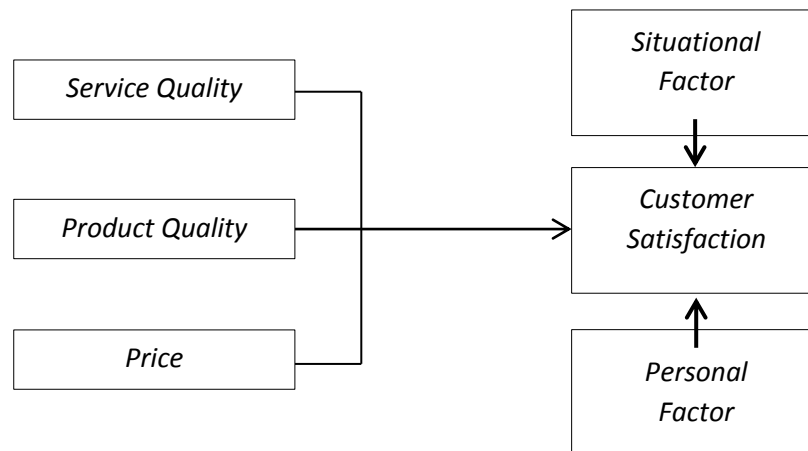 Service Quality
Product Quality
Price
Situational
Factor
Customer
Satisfaction
Personal
Factor